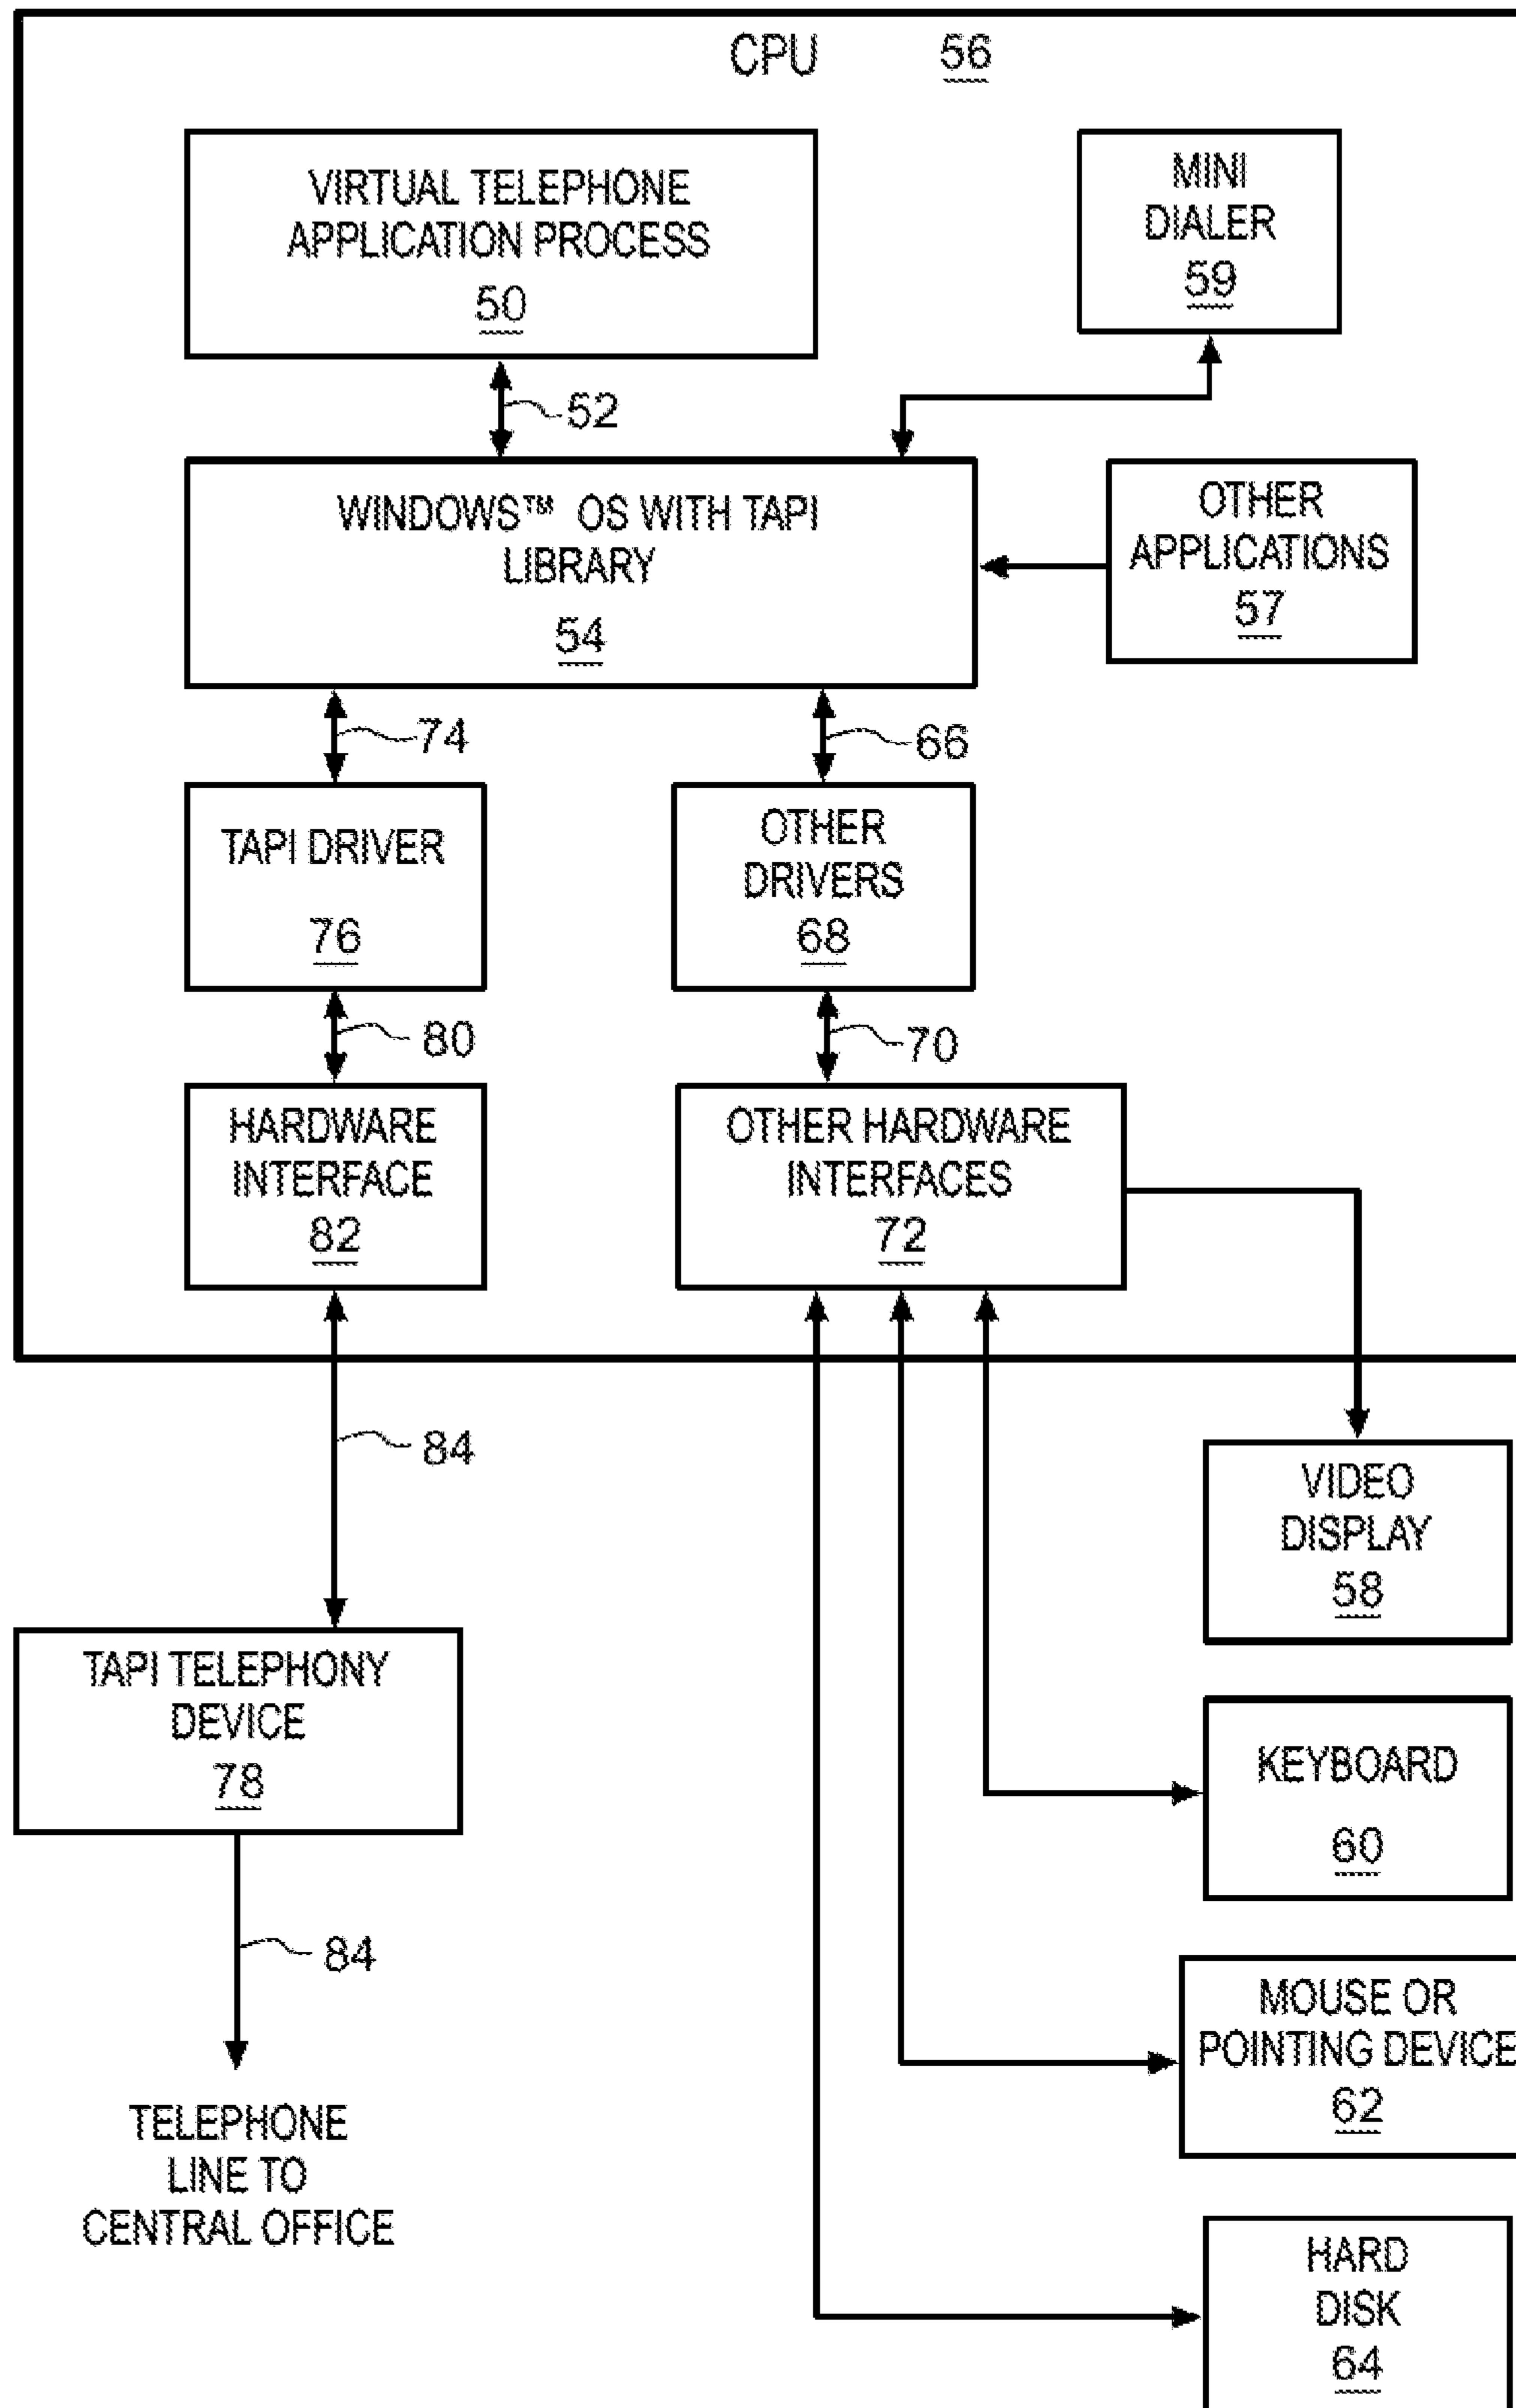 CPU 56
VIRTUAL TELEPHONE
APPLICATION PROCESS
50
MINI
DIALER
59
52
WINDOWS™ OS WITH TAPI
LIBRARY
54
OTHER
APPLICATIONS
57
74
66
TAPI DRIVER
76
OTHER
DRIVERS
68
80
70
HARDWARE
INTERFACE
82
OTHER HARDWARE
INTERFACES
72
84
VIDEO
DISPLAY
58
TAPI TELEPHONY
DEVICE
78
KEYBOARD
60
84
MOUSE OR
POINTING DEVICE
62
TELEPHONE
LINE TO
CENTRAL OFFICE
HARD
DISK
64